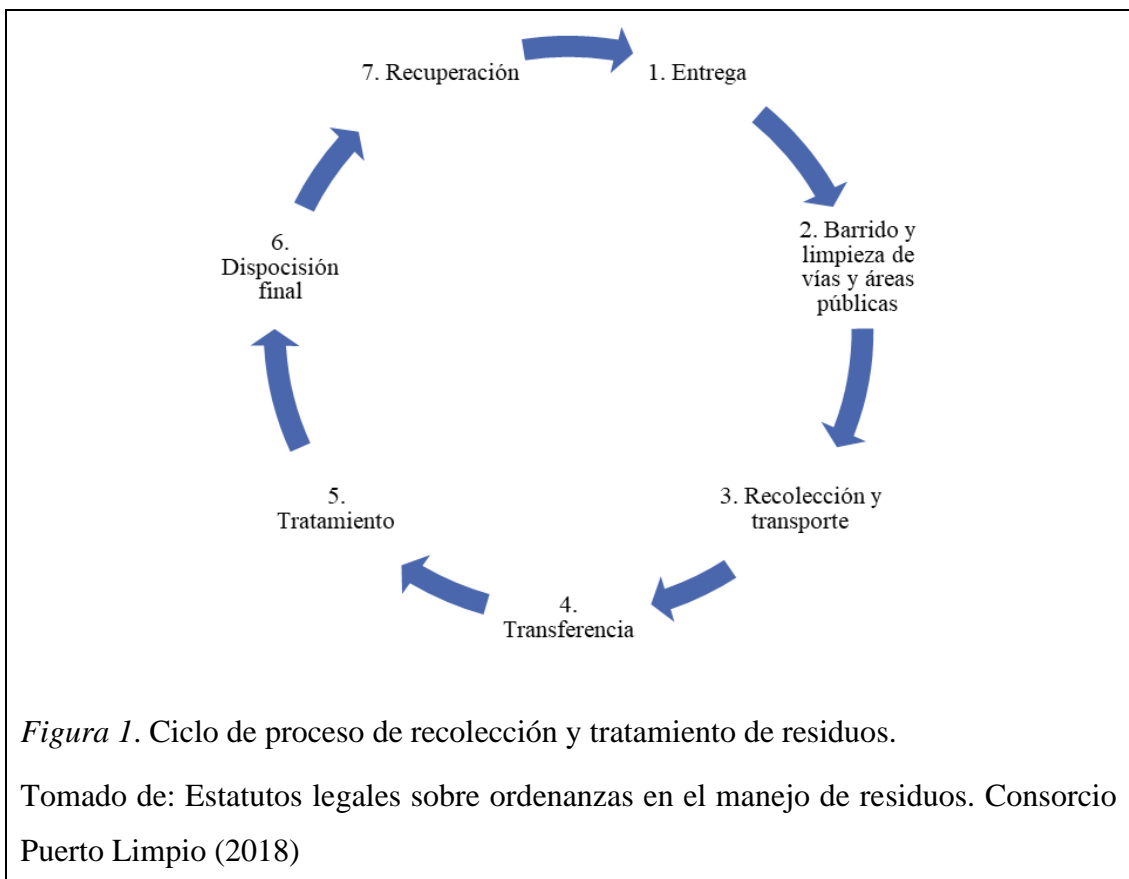 7. Recuperación
1. Entrega
2. Barrido y
limpieza de
vías y áreas
públicas
3. Recolección y
transporte
4.
Transferencia
5.
Tratamiento
6.
Dispocisión
final
Figura 1. Ciclo de proceso de recolección y tratamiento de residuos.
Tomado de: Estatutos legales sobre ordenanzas en el manejo de residuos. Consorcio
Puerto Limpio (2018)